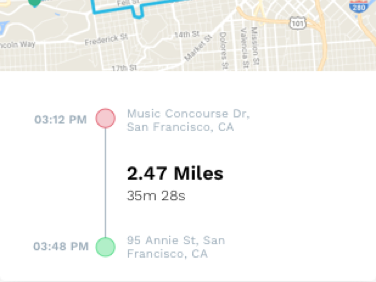 Fell St
280
101
ncoln Way
Frederick St
14th St
Market St
Dolores St
Valencia St
Mission St
17th St
03:12 PM
Music Concourse Dr,
San Francisco, CA
2.47 Miles
35m 28s
03:48 PM
95 Annie St, San
Francisco, CA